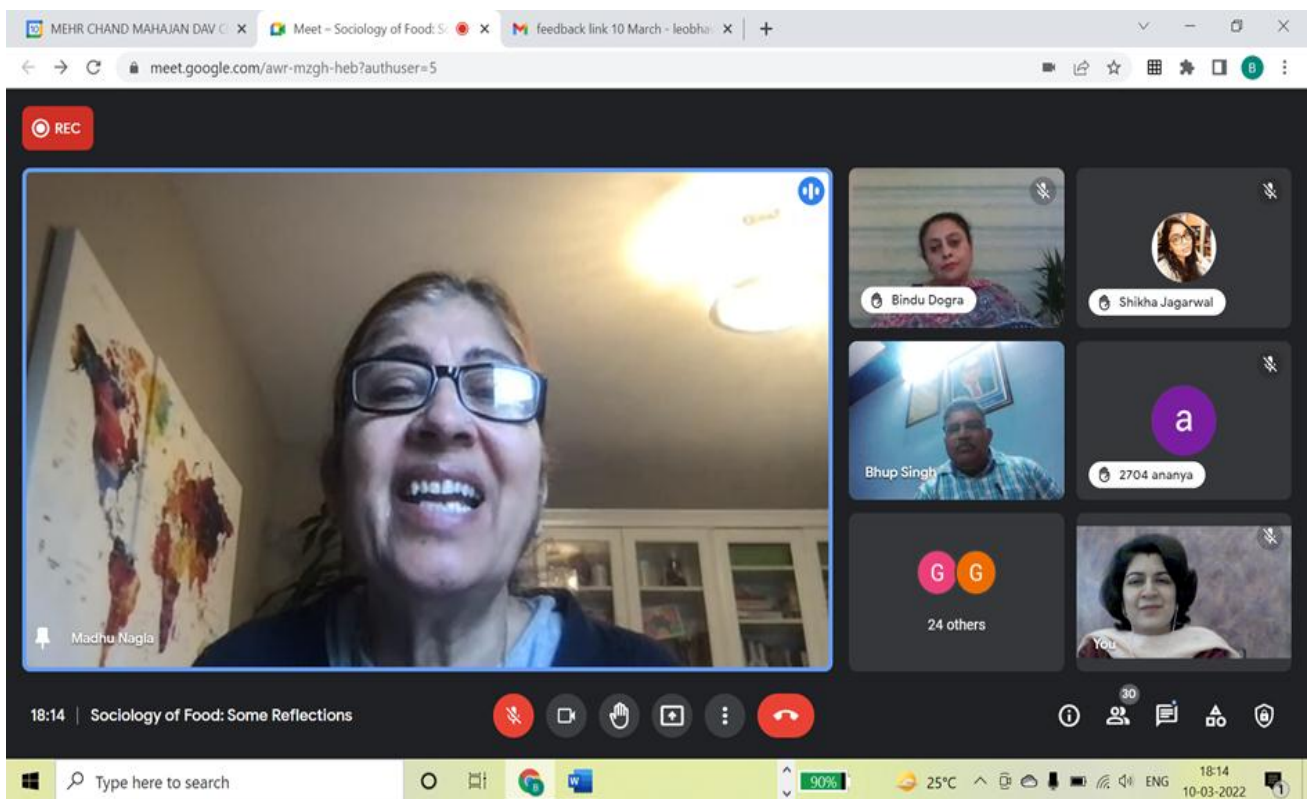 MEHR CHAND MAHAJAN DAV C
Meet – Sociology of Food: So
feedback link 10 March - leobha
meet.google.com/awr-mzgh-heb?authuser=5
B
REC
Bindu Dogra
Shikha Jagarwal
Madhu Nagla
Bhup Singh
a
2704 ananya
G G
24 others
You
18:14 | Sociology of Food: Some Reflections
30
Type here to search
90%
25°C
ENG
18:14
10-03-2022
1